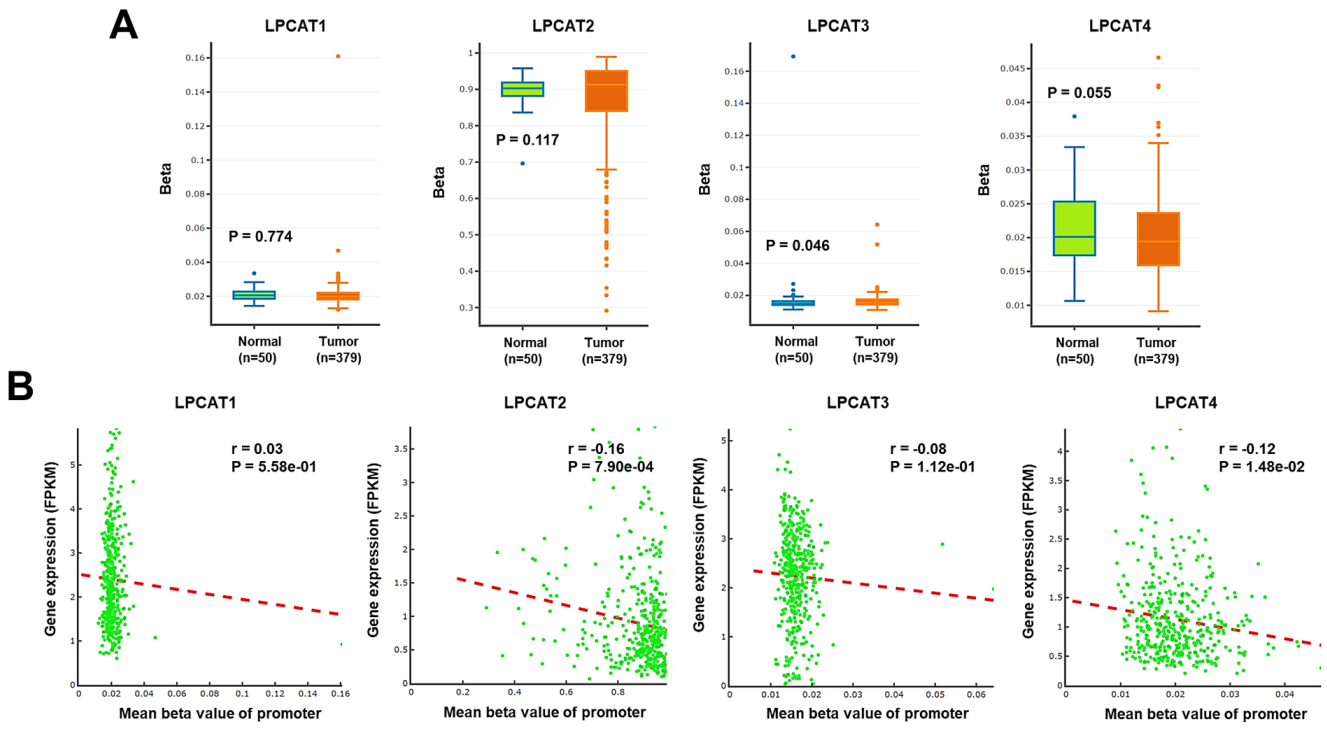 A
LPCAT1
Beta
0.16
0.14
0.12
0.1
0.08
0.06
0.04
0.02
P = 0.774
Normal
(n=50)
Tumor
(n=379)
LPCAT2
Beta
1
0.9
0.8
0.7
0.6
0.5
0.4
0.3
P = 0.117
Normal
(n=50)
Tumor
(n=379)
LPCAT3
Beta
0.16
0.14
0.12
0.1
0.08
0.06
0.04
0.02
P = 0.046
Normal
(n=50)
Tumor
(n=379)
LPCAT4
Beta
0.045
0.04
0.035
0.03
0.025
0.02
0.015
0.01
P = 0.055
Normal
(n=50)
Tumor
(n=379)
B
LPCAT1
Gene expression (FPKM)
5
4
3
2
1
0
r = 0.03
P = 5.58e-01
0
0.02
0.04
0.06
0.08
0.1
0.12
0.14
0.16
Mean beta value of promoter
LPCAT2
Gene expression (FPKM)
3.5
3
2.5
2
1.5
1
0.5
0
r = -0.16
P = 7.90e-04
0
0.2
0.4
0.6
0.8
Mean beta value of promoter
LPCAT3
Gene expression (FPKM)
5
4
3
2
1
0
r = -0.08
P = 1.12e-01
0
0.01
0.02
0.03
0.04
0.05
0.06
Mean beta value of promoter
LPCAT4
Gene expression (FPKM)
4
3.5
3
2.5
2
1.5
1
0.5
0
r = -0.12
P = 1.48e-02
0
0.01
0.02
0.03
0.04
Mean beta value of promoter